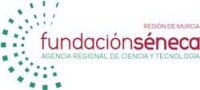 REGIÓN DE MURCIA
fundaciónséneca
AGENCIA REGIONAL DE CIENCIA Y TECNOLOGÍA